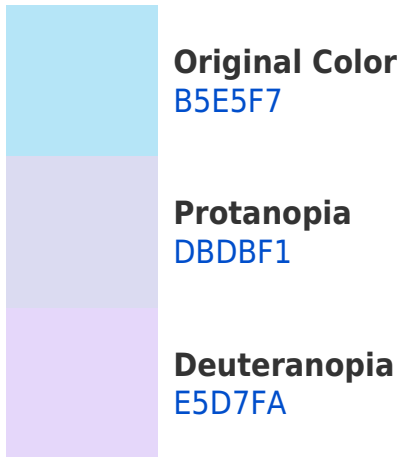 Original Color
B5E5F7
Protanopia
DBDBF1
Deuteranopia
E5D7FA